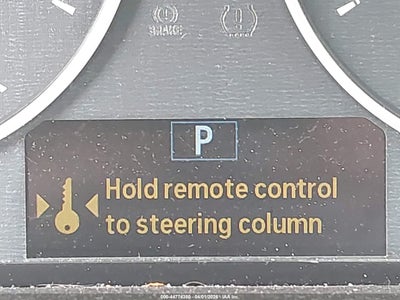 BRAKE
P
Hold remote control
to steering column